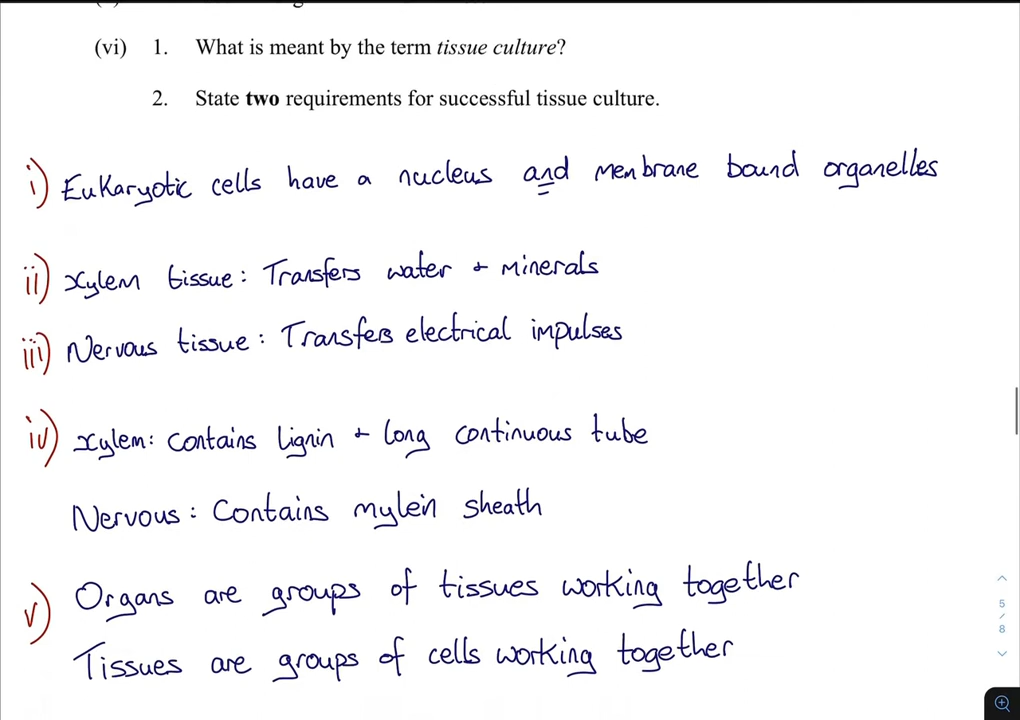 (vi) 1. What is meant by the term tissue culture?
2. State two requirements for successful tissue culture.
i) Eukaryotic cells have a nucleus and membrane bound organelles
ii) Xylem tissue: Transfers water + minerals
iii) Nervous tissue: Transfers electrical impulses
iv) Xylem: Contains lignin + long continuous tube
Nervous: Contains mylein sheath
v) Organs are groups of tissues working together
Tissues are groups of cells working together
5
/
8